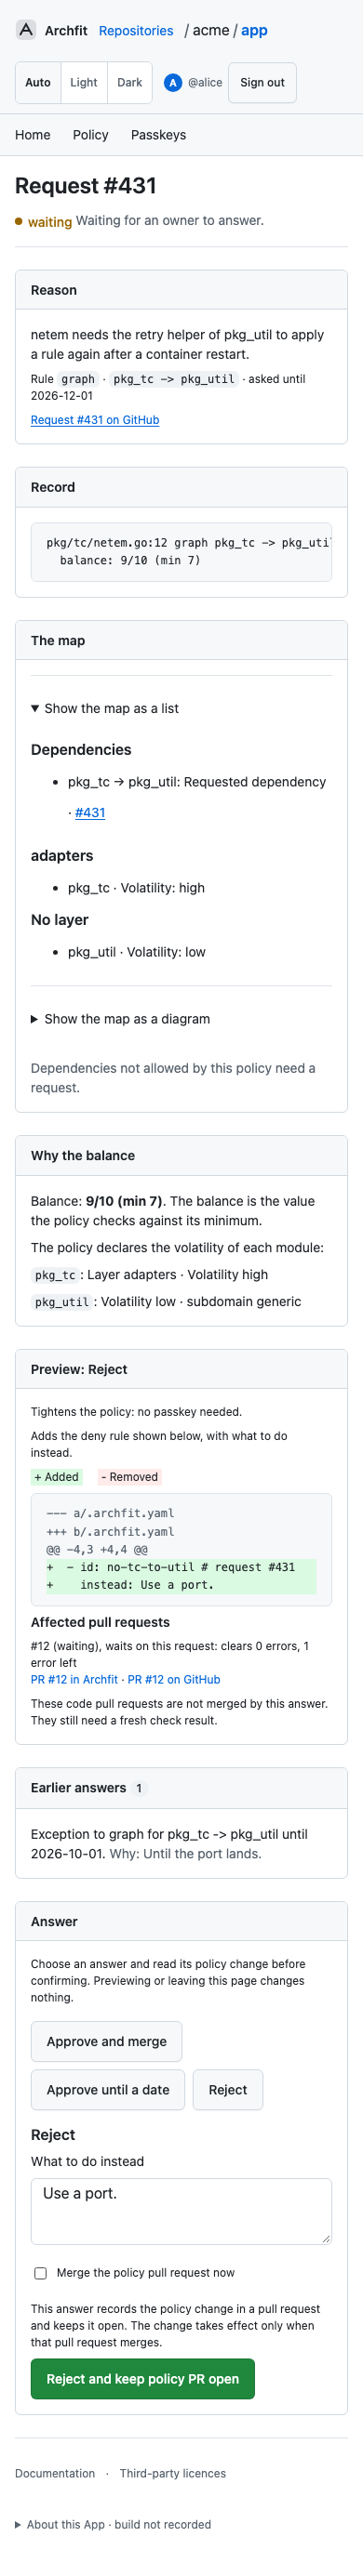 Archfit Repositories / acme / app
Auto Light Dark A @alice Sign out
Home Policy Passkeys
Request #431
waiting Waiting for an owner to answer.
Reason
netem needs the retry helper of pkg_util to apply
a rule again after a container restart.
Rule graph · pkg_tc -> pkg_util · asked until
2026-12-01
Request #431 on GitHub
Record
pkg/tc/netem.go:12 graph pkg_tc -> pkg_util
balance: 9/10 (min 7)
The map
▼ Show the map as a list
Dependencies
• pkg_tc → pkg_util: Requested dependency
· #431
adapters
• pkg_tc · Volatility: high
No layer
• pkg_util · Volatility: low
▶ Show the map as a diagram
Dependencies not allowed by this policy need a
request.
Why the balance
Balance: 9/10 (min 7). The balance is the value
the policy checks against its minimum.
The policy declares the volatility of each module:
pkg_tc: Layer adapters · Volatility high
pkg_util: Volatility low · subdomain generic
Preview: Reject
Tightens the policy: no passkey needed.
Adds the deny rule shown below, with what to do
instead.
+ Added - Removed
--- a/.archfit.yaml
+++ b/.archfit.yaml
@@ -4,3 +4,4 @@
+  - id: no-tc-to-util # request #431
+    instead: Use a port.
Affected pull requests
#12 (waiting), waits on this request: clears 0 errors, 1
error left
PR #12 in Archfit · PR #12 on GitHub
These code pull requests are not merged by this answer.
They still need a fresh check result.
Earlier answers 1
Exception to graph for pkg_tc -> pkg_util until
2026-10-01. Why: Until the port lands.
Answer
Choose an answer and read its policy change before
confirming. Previewing or leaving this page changes
nothing.
Approve and merge
Approve until a date Reject
Reject
What to do instead
Use a port.
Merge the policy pull request now
This answer records the policy change in a pull request
and keeps it open. The change takes effect only when
that pull request merges.
Reject and keep policy PR open
Documentation · Third-party licences
▶ About this App · build not recorded